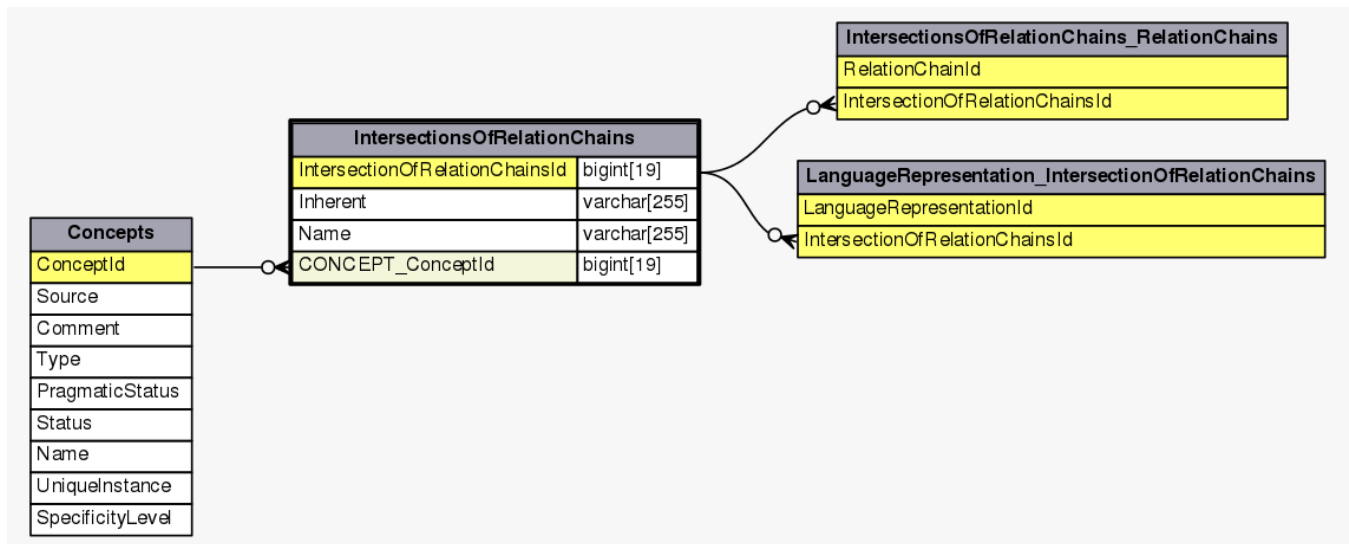 IntersectionsOfRelationChains_RelationChains
RelationChainId
IntersectionOfRelationChainsId
IntersectionsOfRelationChains
IntersectionOfRelationChainsId bigint[19]
Inherent varchar[255]
Name varchar[255]
CONCEPT_ConceptId bigint[19]
LanguageRepresentation_IntersectionOfRelationChains
LanguageRepresentationId
IntersectionOfRelationChainsId
Concepts
ConceptId
Source
Comment
Type
PragmaticStatus
Status
Name
UniqueInstance
SpecificityLevel